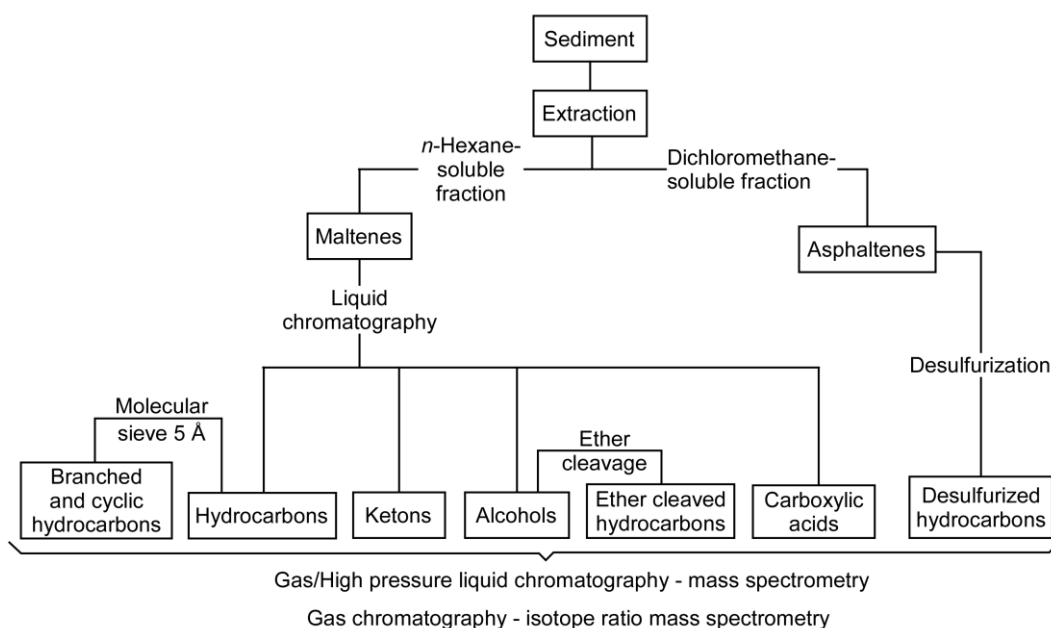 Sediment
Extraction
n-Hexane-
soluble
fraction
Dichloromethane-
soluble fraction
Maltenes
Asphaltenes
Liquid
chromatography
Desulfurization
Molecular
sieve 5 Å
Ether
cleavage
Branched
and cyclic
hydrocarbons
Hydrocarbons
Ketons
Alcohols
Ether cleaved
hydrocarbons
Carboxylic
acids
Desulfurized
hydrocarbons
Gas/High pressure liquid chromatography - mass spectrometry
Gas chromatography - isotope ratio mass spectrometry